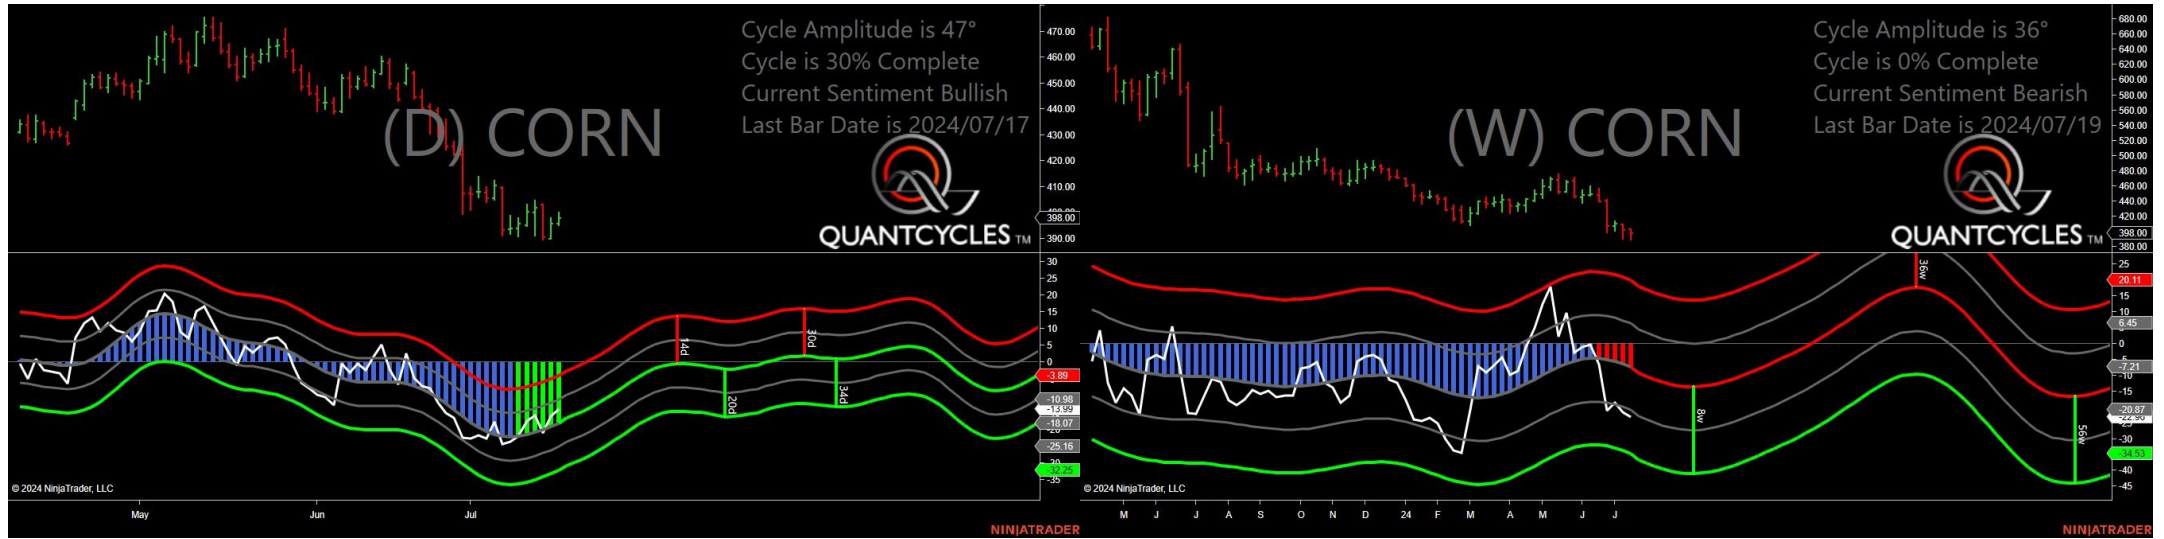 Cycle Amplitude is 47°
Cycle is 30% Complete
Current Sentiment Bullish
Last Bar Date is 2024/07/17
(D) CORN
QUANTCYCLES TM
470.00
460.00
450.00
440.00
430.00
420.00
410.00
398.00
390.00
30
25
20
15
10
5
0
-3.89
-10.98
-13.99
-18.07
-25.16
-32.25
-35
14d
20d
30d
34d
© 2024 NinjaTrader, LLC
May
Jun
Jul
NINJATRADER
Cycle Amplitude is 36°
Cycle is 0% Complete
Current Sentiment Bearish
Last Bar Date is 2024/07/19
(W) CORN
QUANTCYCLES TM
680.00
660.00
640.00
620.00
600.00
580.00
560.00
540.00
520.00
500.00
480.00
460.00
440.00
420.00
398.00
380.00
25
20.11
15
10
6.45
0
-7.21
-10
-15
-20.87
-30
-34.53
-40
-45
8w
36w
56w
© 2024 NinjaTrader, LLC
M J J A S O N D 24 F M A M J J
NINJATRADER